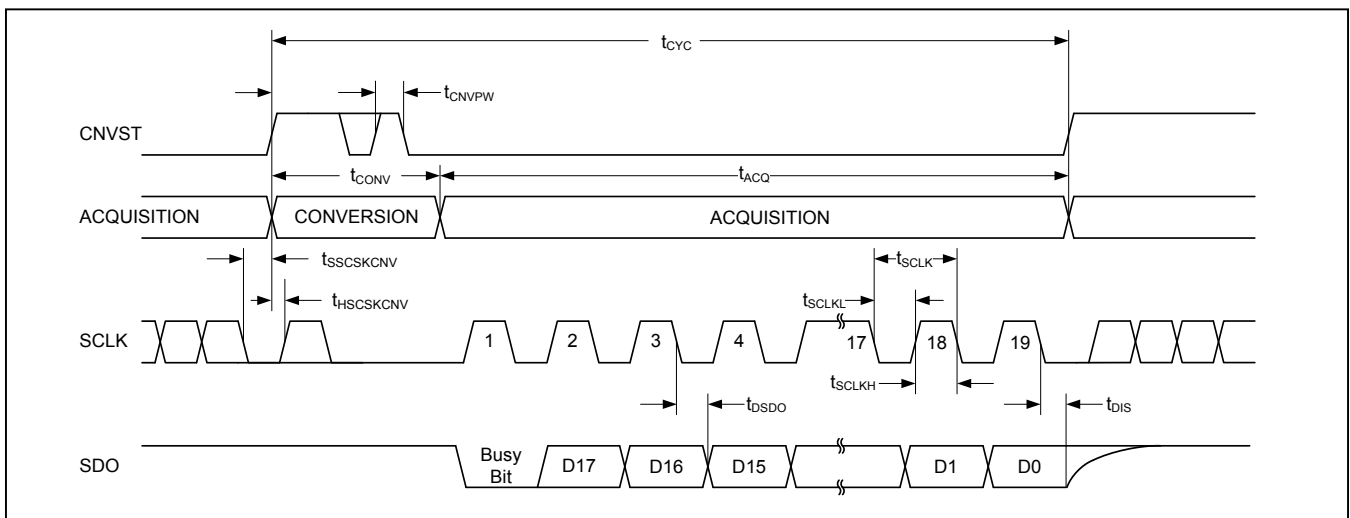 tCYC
tCNVPW
CNVST
tCONV
tACQ
ACQUISITION CONVERSION ACQUISITION
tSSCSKCNV
tSCLK
tHSCSKCNV
tSCLKL
SCLK 1 2 3 4 17 18 19
tSCLKH
tDSDO
tDIS
SDO Busy Bit D17 D16 D15 D1 D0